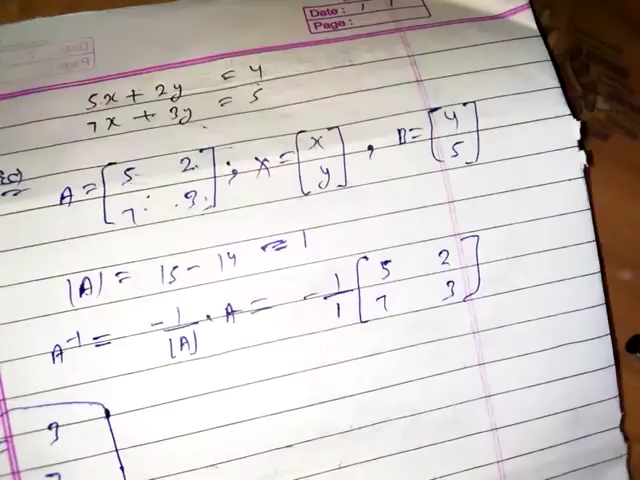 Date : / /
Page :
5x + 2y = 4
7x + 3y = 5
A = [5 2; 7 3] ; X = [x; y] , B = [4; 5]
|A| = 15 - 14 = 1
A⁻¹ = -1/|A| · A = -1/1 [5 2; 7 3]
9